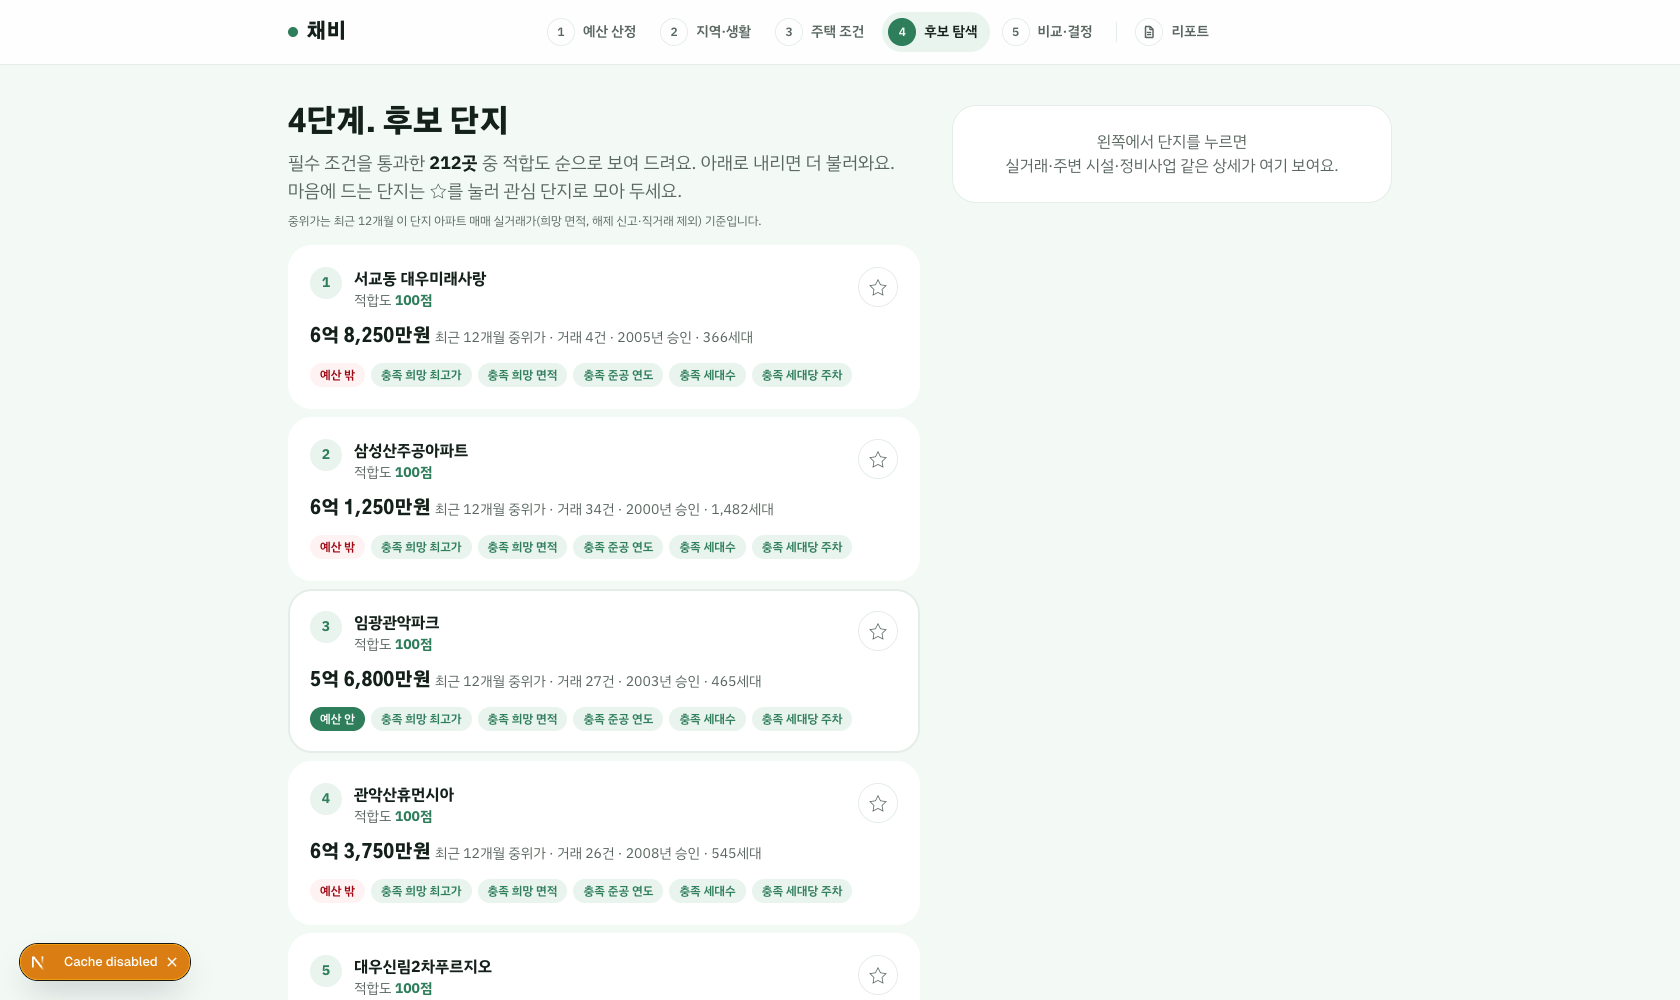 채비
1 예산 산정
2 지역·생활
3 주택 조건
4 후보 탐색
5 비교·결정
리포트
4단계. 후보 단지
필수 조건을 통과한 212곳 중 적합도 순으로 보여 드려요. 아래로 내리면 더 불러와요.
마음에 드는 단지는 ☆를 눌러 관심 단지로 모아 두세요.
중위가는 최근 12개월 이 단지 아파트 매매 실거래가(희망 면적, 해제 신고·직거래 제외) 기준입니다.
왼쪽에서 단지를 누르면
실거래·주변 시설·정비사업 같은 상세가 여기 보여요.
1 서교동 대우미래사랑
적합도 100점
6억 8,250만원 최근 12개월 중위가 · 거래 4건 · 2005년 승인 · 366세대
예산 밖 충족 희망 최고가 충족 희망 면적 충족 준공 연도 충족 세대수 충족 세대당 주차
2 삼성산주공아파트
적합도 100점
6억 1,250만원 최근 12개월 중위가 · 거래 34건 · 2000년 승인 · 1,482세대
예산 밖 충족 희망 최고가 충족 희망 면적 충족 준공 연도 충족 세대수 충족 세대당 주차
3 임광관악파크
적합도 100점
5억 6,800만원 최근 12개월 중위가 · 거래 27건 · 2003년 승인 · 465세대
예산 안 충족 희망 최고가 충족 희망 면적 충족 준공 연도 충족 세대수 충족 세대당 주차
4 관악산휴먼시아
적합도 100점
6억 3,750만원 최근 12개월 중위가 · 거래 26건 · 2008년 승인 · 545세대
예산 밖 충족 희망 최고가 충족 희망 면적 충족 준공 연도 충족 세대수 충족 세대당 주차
5 대우신림2차푸르지오
적합도 100점
Cache disabled